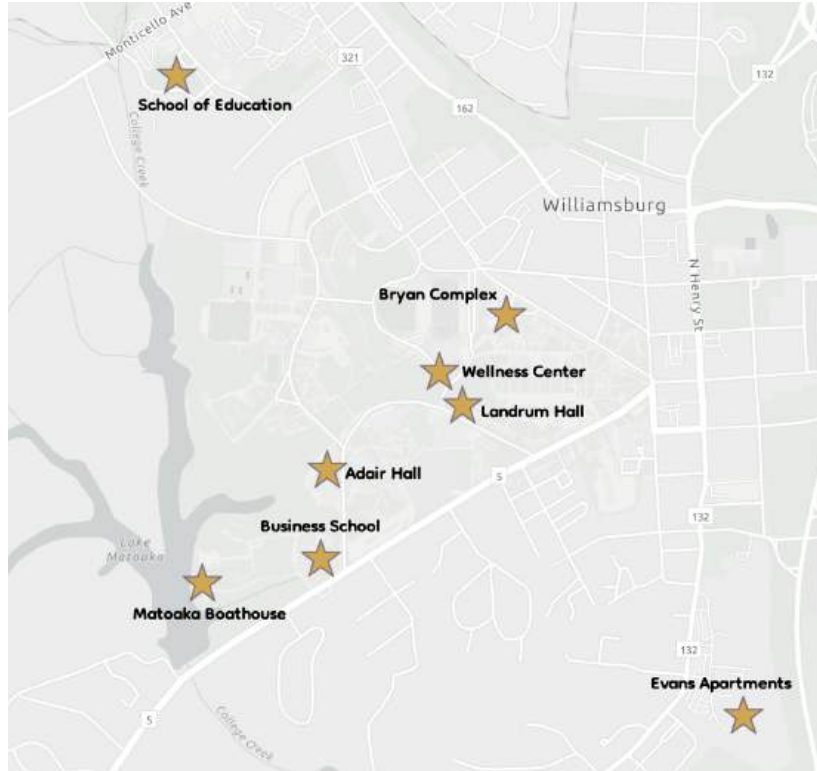 Monticello Ave
321
132
School of Education
College Creek
162
Williamsburg
N Henry St
Bryan Complex
Wellness Center
Landrum Hall
Adair Hall
5
132
Business School
Lake
Matoaka
Matoaka Boathouse
132
Evans Apartments
5
College Creek